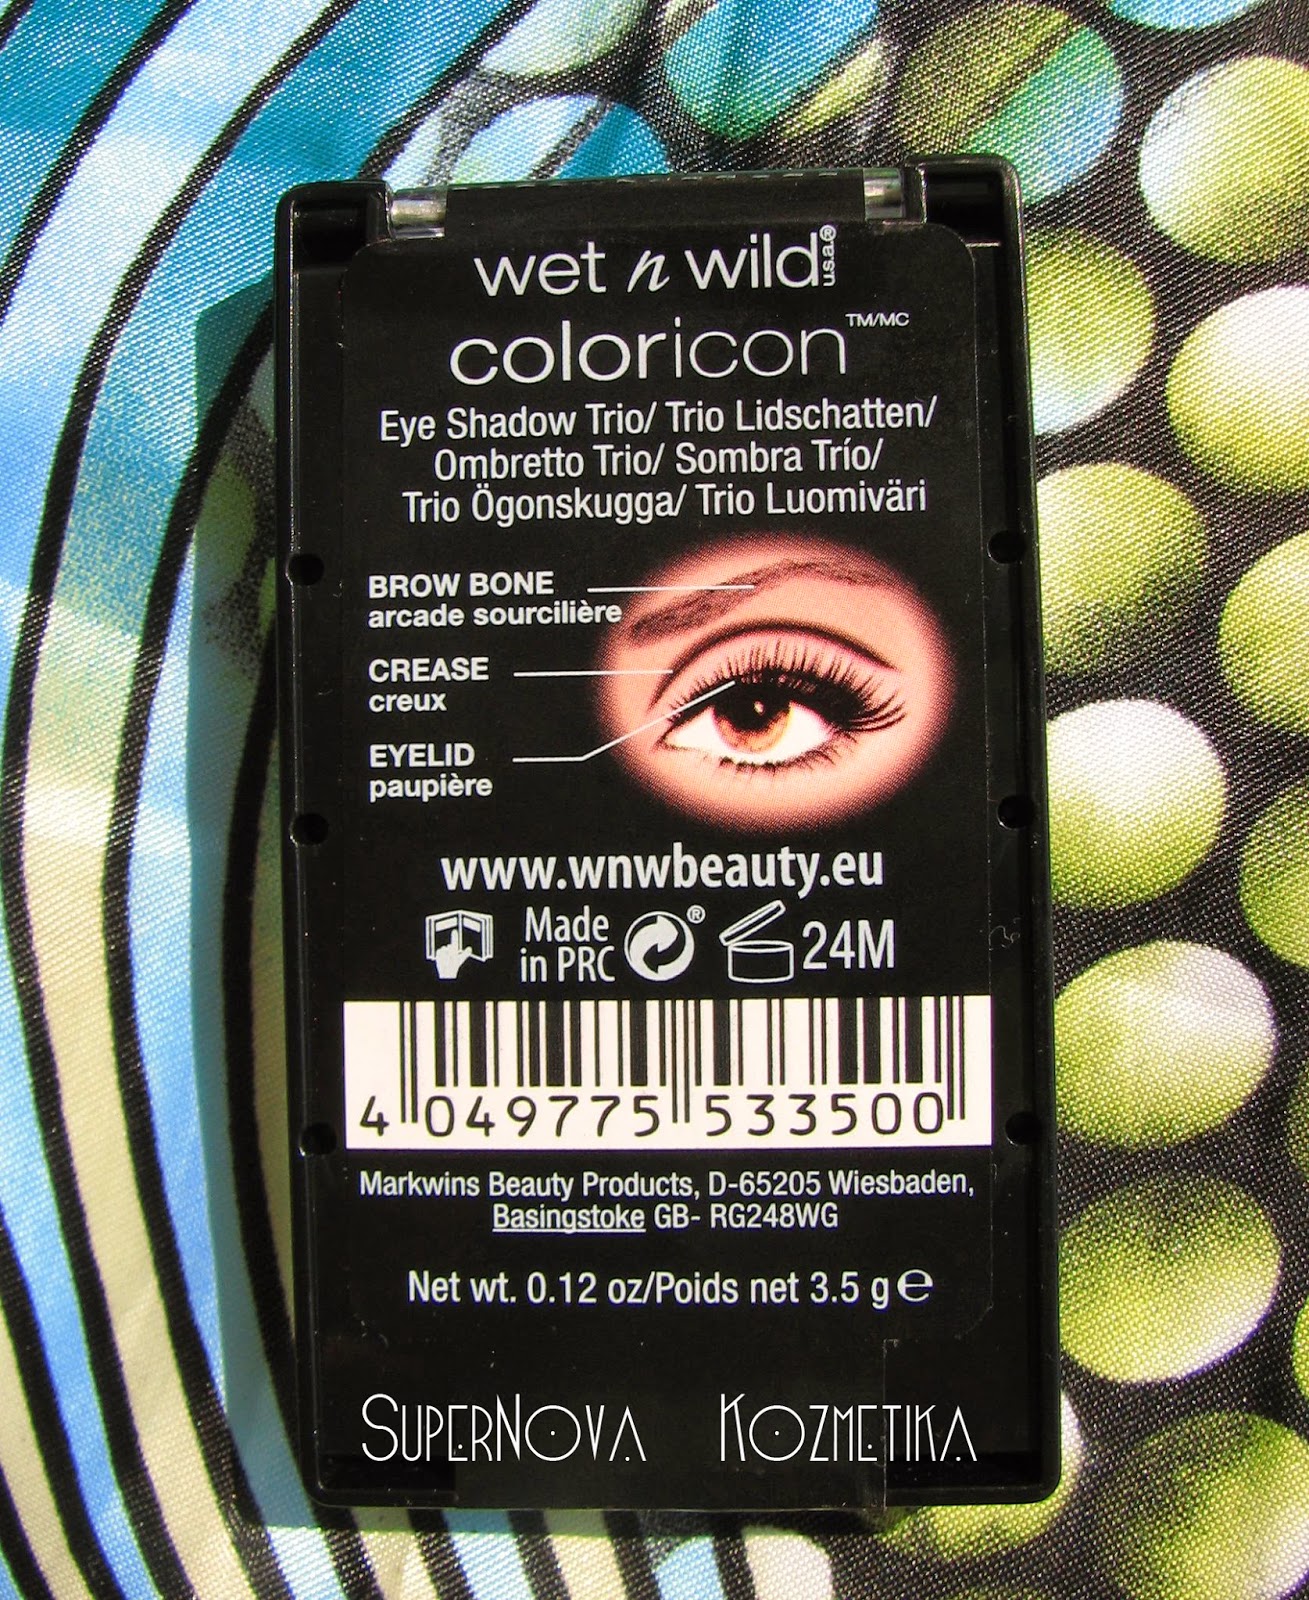 wet n wild u.s.a.®
coloricon TM/MC
Eye Shadow Trio/ Trio Lidschatten/
Ombretto Trio/ Sombra Trío/
Trio Ögonskugga/ Trio Luomiväri
BROW BONE
arcade sourcilière
CREASE
creux
EYELID
paupière
www.wnwbeauty.eu
Made
in PRC ® 24M
4 049775 533500
Markwins Beauty Products, D-65205 Wiesbaden,
Basingstoke GB- RG248WG
Net wt. 0.12 oz/Poids net 3.5 g ℮
SUPERNOVA KOZMETIKA